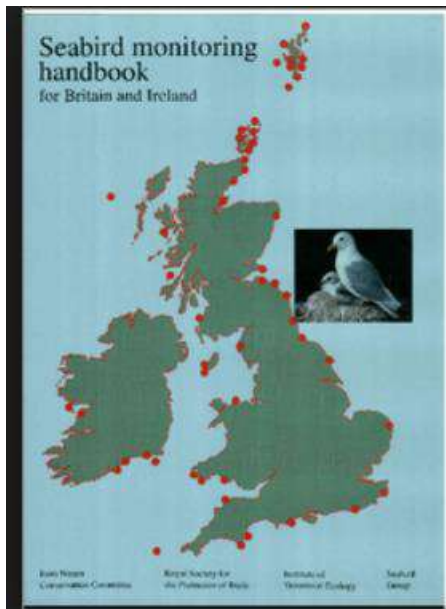 Seabird monitoring
handbook
for Britain and Ireland
Joint Nature
Conservation Committee
Royal Society for
the Protection of Birds
Institute of
Terrestrial Ecology
Seabird
Group